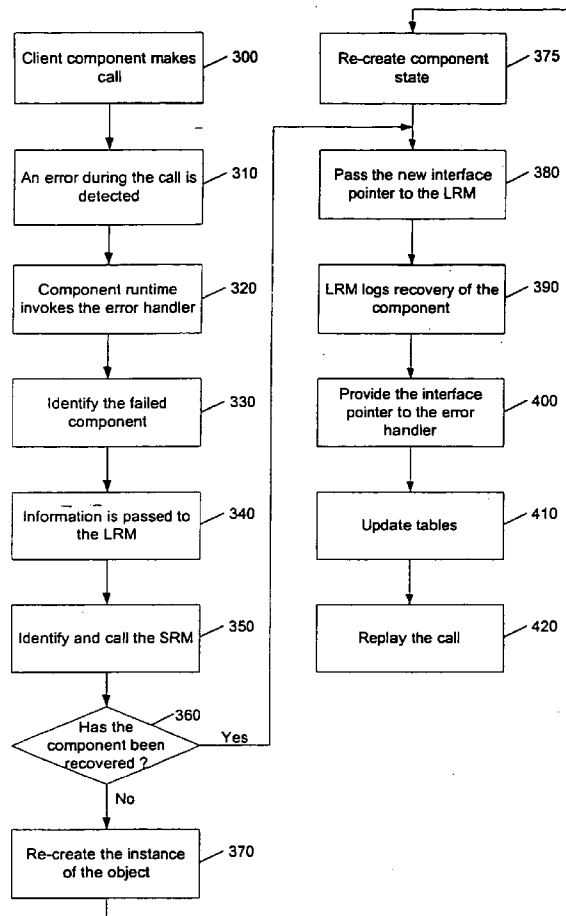 Client component makes
call
300
An error during the call is
detected
310
Component runtime
invokes the error handler
320
Identify the failed
component
330
Information is passed to
the LRM
340
Identify and call the SRM
350
360
Has the
component been
recovered ?
Yes
No
Re-create the instance
of the object
370
Re-create component
state
375
Pass the new interface
pointer to the LRM
380
LRM logs recovery of the
component
390
Provide the interface
pointer to the error
handler
400
Update tables
410
Replay the call
420